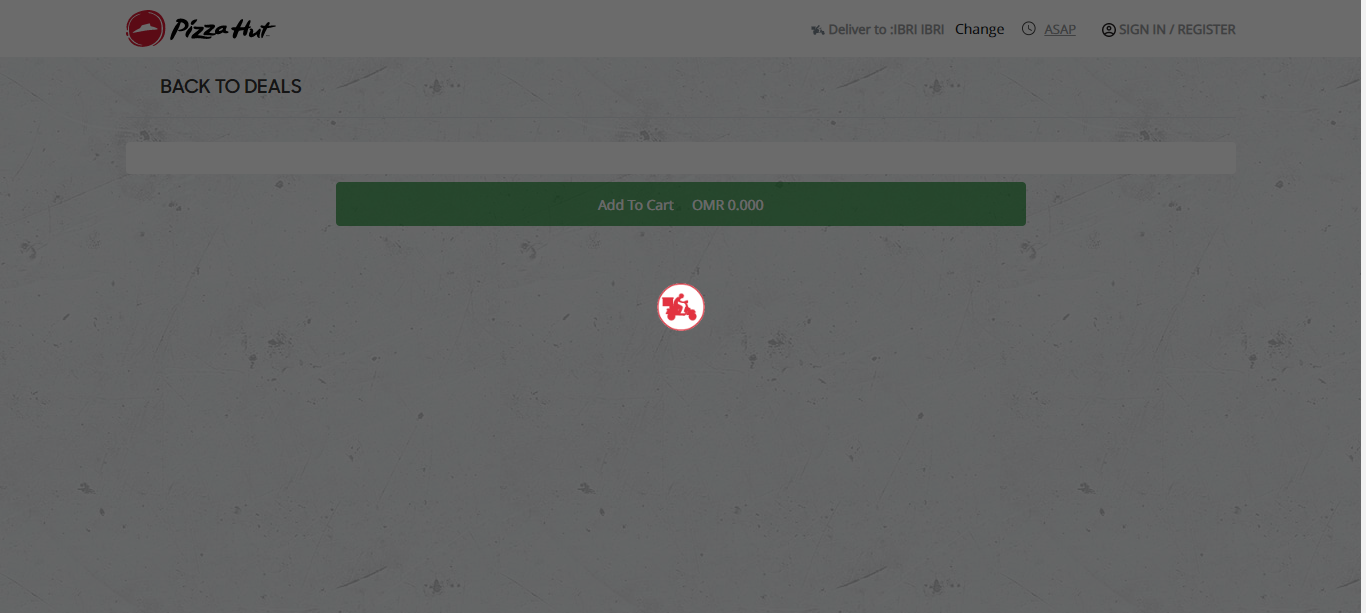 Pizza Hut
Deliver to :IBRI IBRI Change ASAP SIGN IN / REGISTER
BACK TO DEALS
Add To Cart OMR 0.000